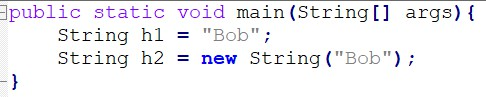 public static void main(String[] args){
    String h1 = "Bob";
    String h2 = new String("Bob");
}